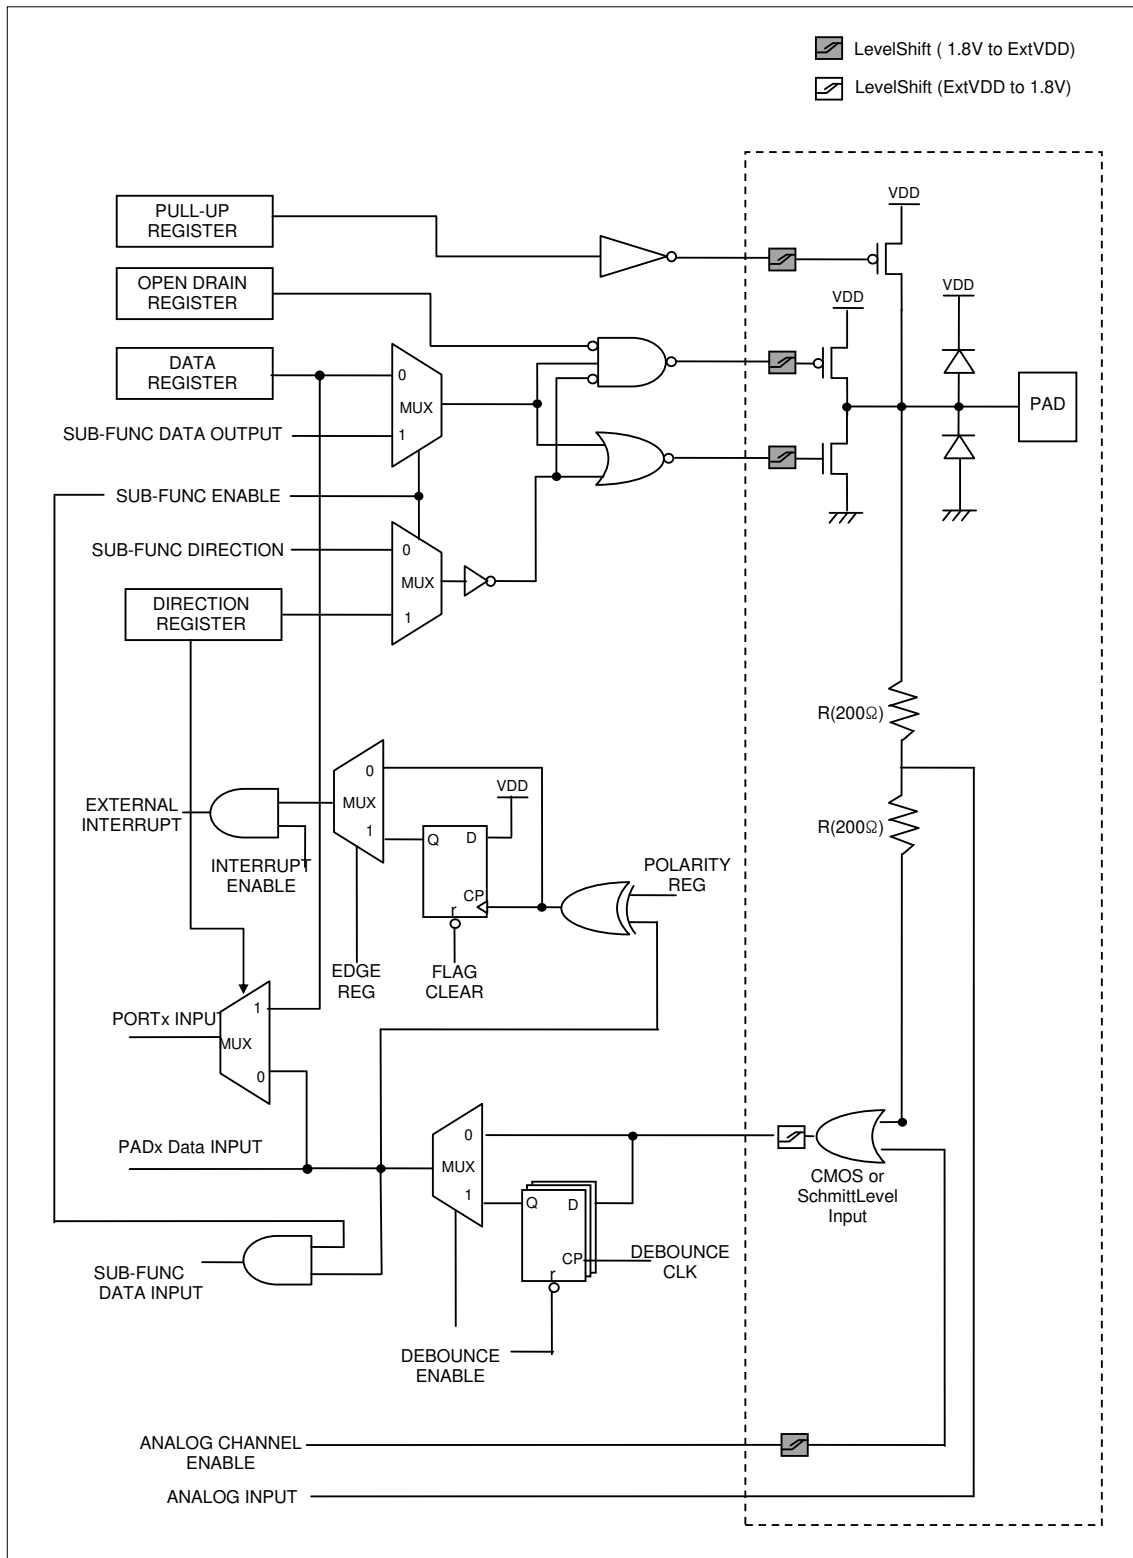 LevelShift ( 1.8V to ExtVDD)
LevelShift (ExtVDD to 1.8V)
PULL-UP
REGISTER
VDD
OPEN DRAIN
REGISTER
VDD
VDD
DATA
REGISTER
0
MUX
1
PAD
SUB-FUNC DATA OUTPUT
SUB-FUNC ENABLE
SUB-FUNC DIRECTION
0
MUX
1
DIRECTION
REGISTER
R(200Ω)
R(200Ω)
EXTERNAL
INTERRUPT
0
MUX
1
VDD
Q
D
CP
r
INTERRUPT
ENABLE
POLARITY
REG
EDGE
REG
FLAG
CLEAR
PORTx INPUT
1
MUX
0
PADx Data INPUT
0
MUX
1
Q
D
CP
r
CMOS or
SchmittLevel
Input
DEBOUNCE
CLK
SUB-FUNC
DATA INPUT
DEBOUNCE
ENABLE
ANALOG CHANNEL
ENABLE
ANALOG INPUT